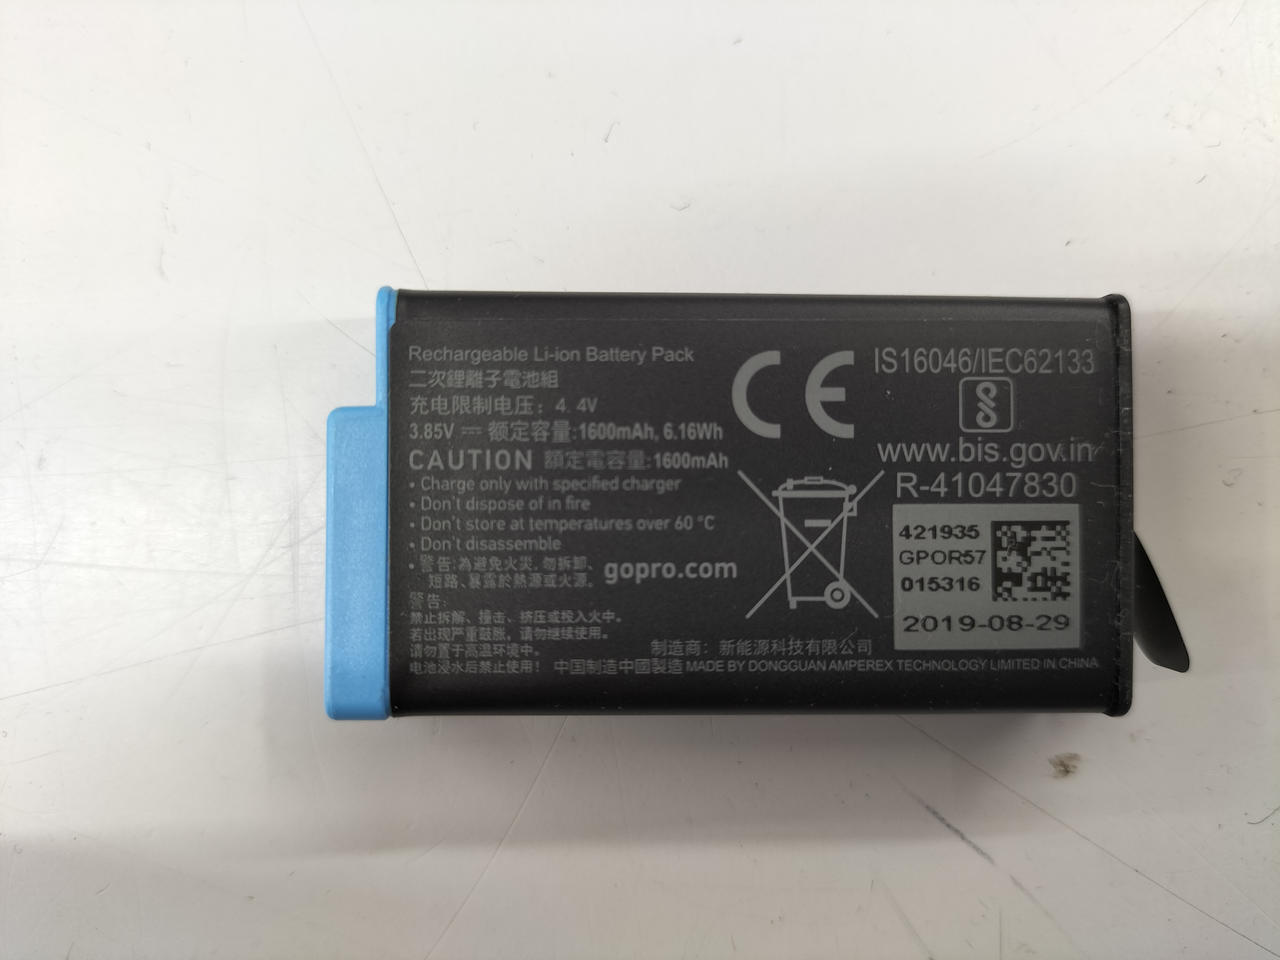 Rechargeable Li-ion Battery Pack
二次鋰離子電池組
充电限制电压：4.4V
3.85V ⎓ 额定容量:1600mAh, 6.16Wh
CAUTION 額定電容量:1600mAh
• Charge only with specified charger
• Don't dispose of in fire
• Don't store at temperatures over 60 °C
• Don't disassemble
• 警告:為避免火災, 勿拆卸、
短路、暴露於熱源或火源。
gopro.com
警告:
禁止拆解、撞击、挤压或投入火中。
若出现严重鼓胀，请勿继续使用。
请勿置于高温环境中。
电池浸水后禁止使用！
制造商：新能源科技有限公司
中国制造中國製造 MADE BY DONGGUAN AMPEREX TECHNOLOGY LIMITED IN CHINA
CE
IS16046/IEC62133
www.bis.gov.in
R-41047830
421935
GPOR57
015316
2019-08-29